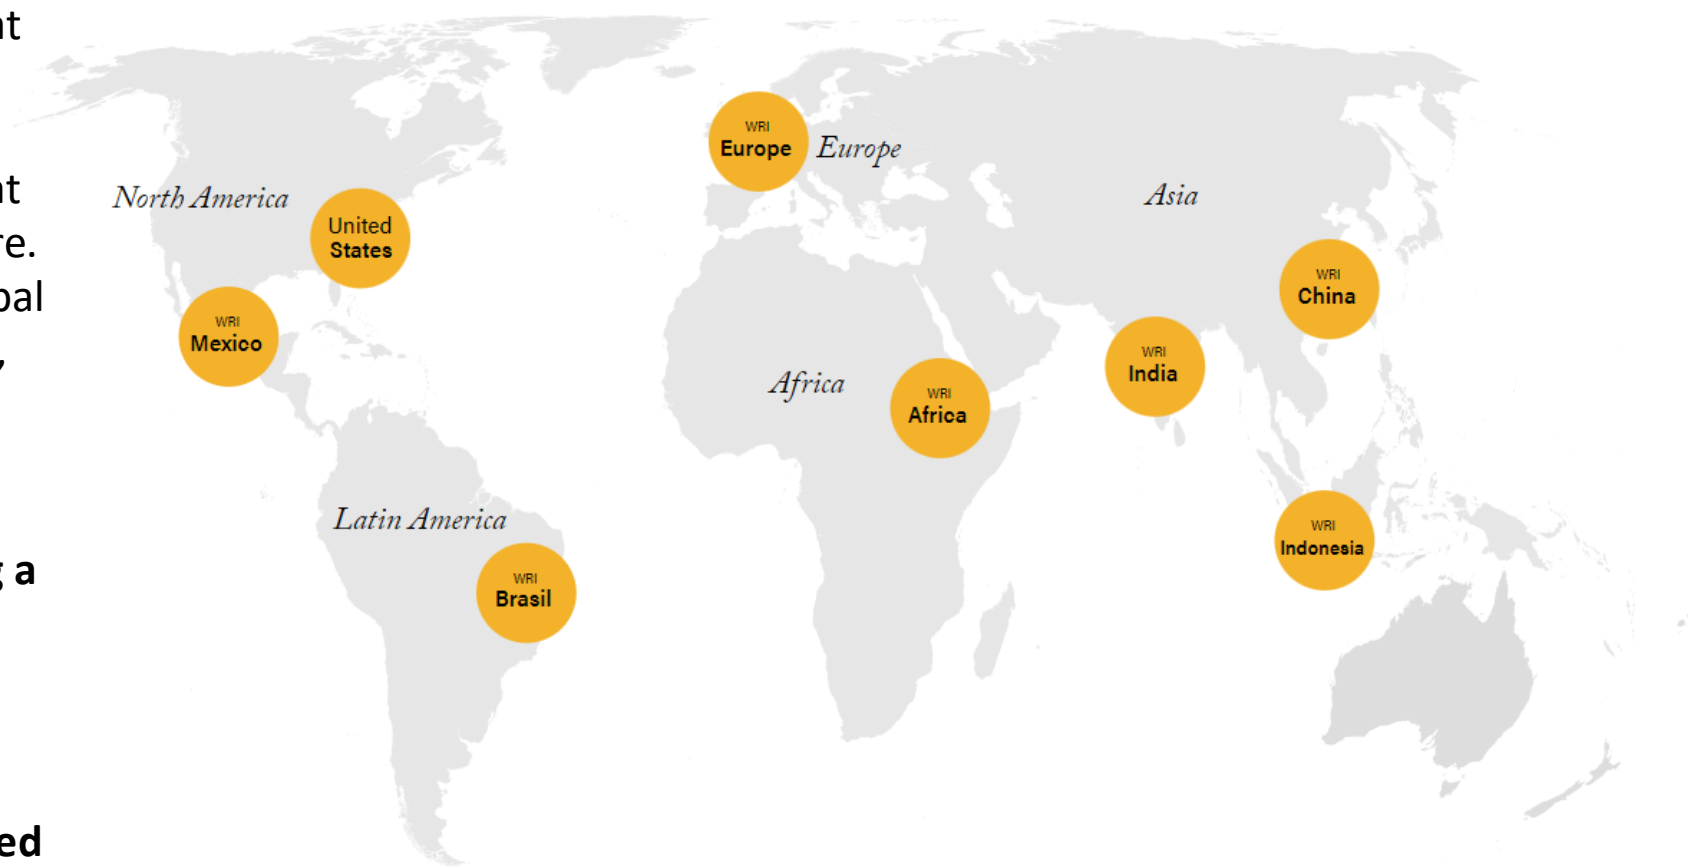 nt
nt
re.
bal
,
g a
ed
North America
United
States
WRI
Mexico
Latin America
WRI
Brasil
WRI
Europe
Europe
Africa
WRI
Africa
Asia
WRI
China
WRI
India
WRI
Indonesia